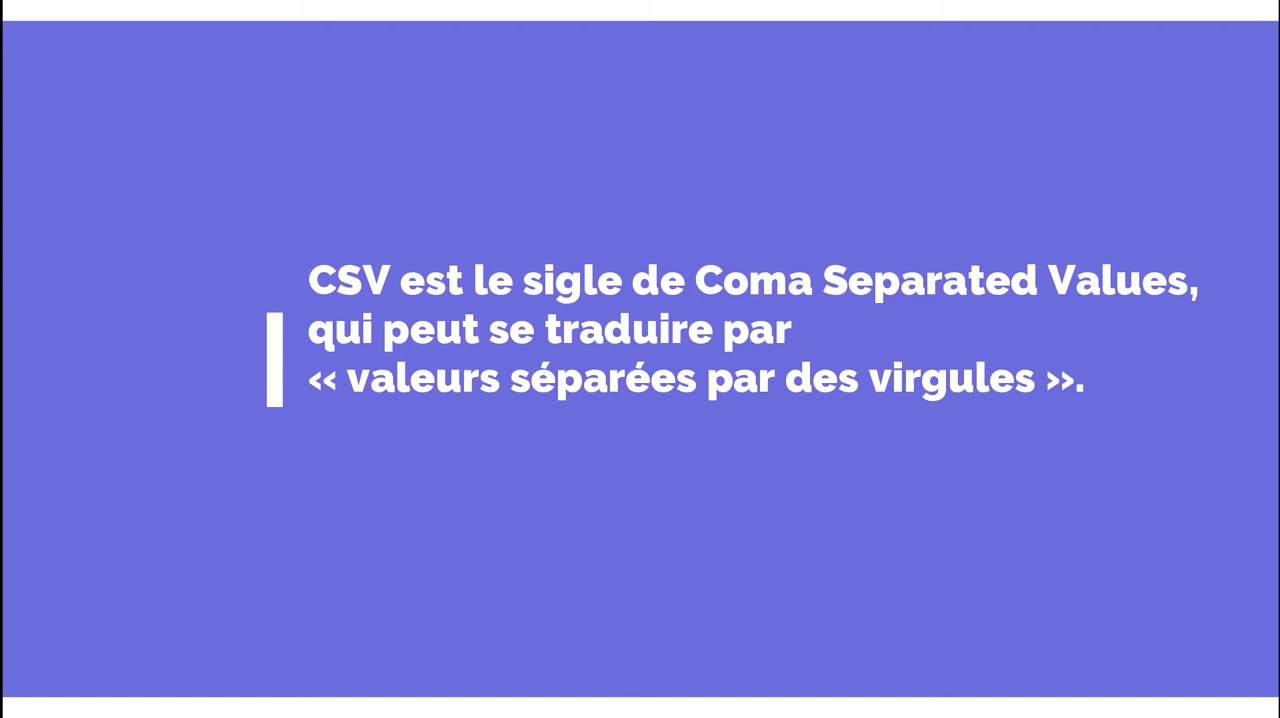 CSV est le sigle de Coma Separated Values,
qui peut se traduire par
« valeurs séparées par des virgules ».